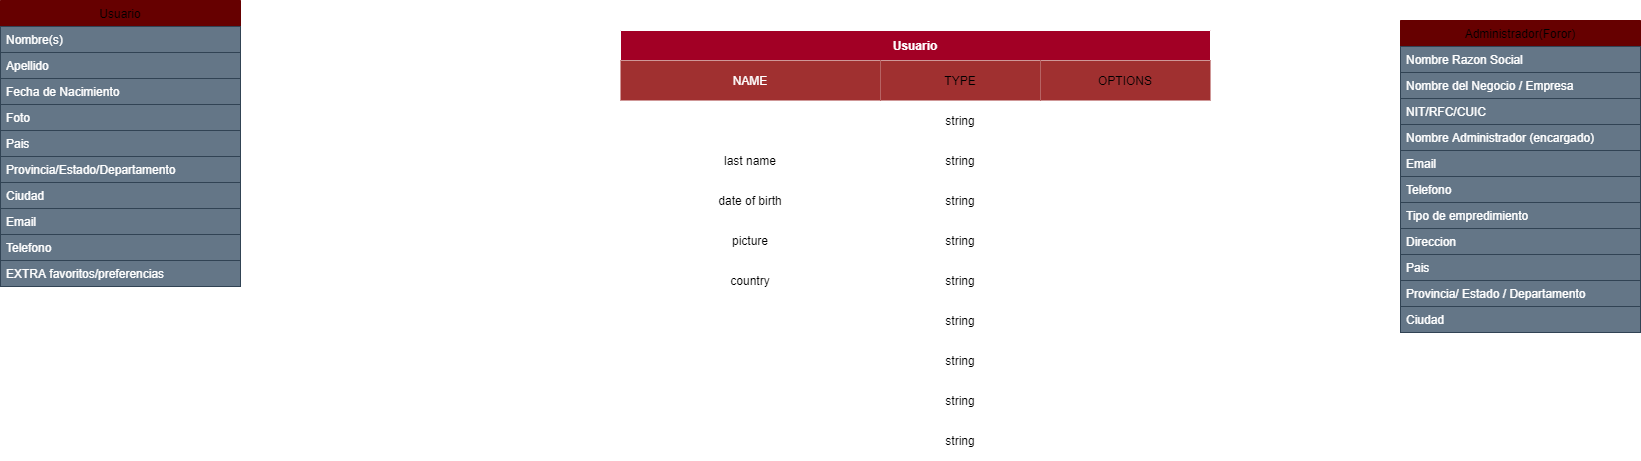 Usuario
Nombre(s)
Apellido
Fecha de Nacimiento
Foto
Pais
Provincia/Estado/Departamento
Ciudad
Email
Telefono
EXTRA favoritos/preferencias
Usuario
NAME TYPE OPTIONS
string
last name string
date of birth string
picture string
country string
string
string
string
string
Administrador(Foror)
Nombre Razon Social
Nombre del Negocio / Empresa
NIT/RFC/CUIC
Nombre Administrador (encargado)
Email
Telefono
Tipo de empredimiento
Direccion
Pais
Provincia/ Estado / Departamento
Ciudad